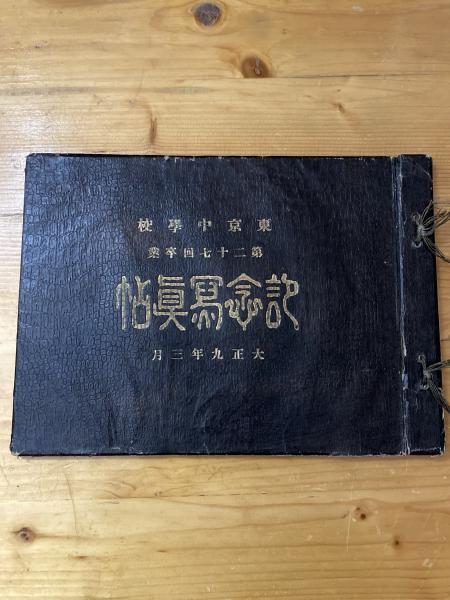 東京中學校
第二十七回卒業
記念寫眞帖
大正九年三月